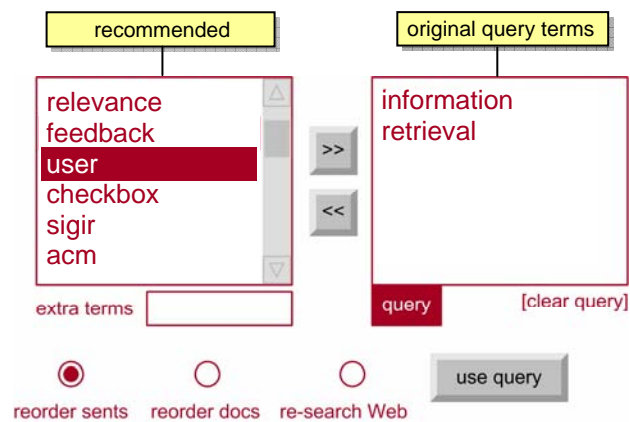 recommended
original query terms
relevance
feedback
user
checkbox
sigir
acm
>>
<<
information
retrieval
extra terms
query
[clear query]
reorder sents
reorder docs
re-search Web
use query